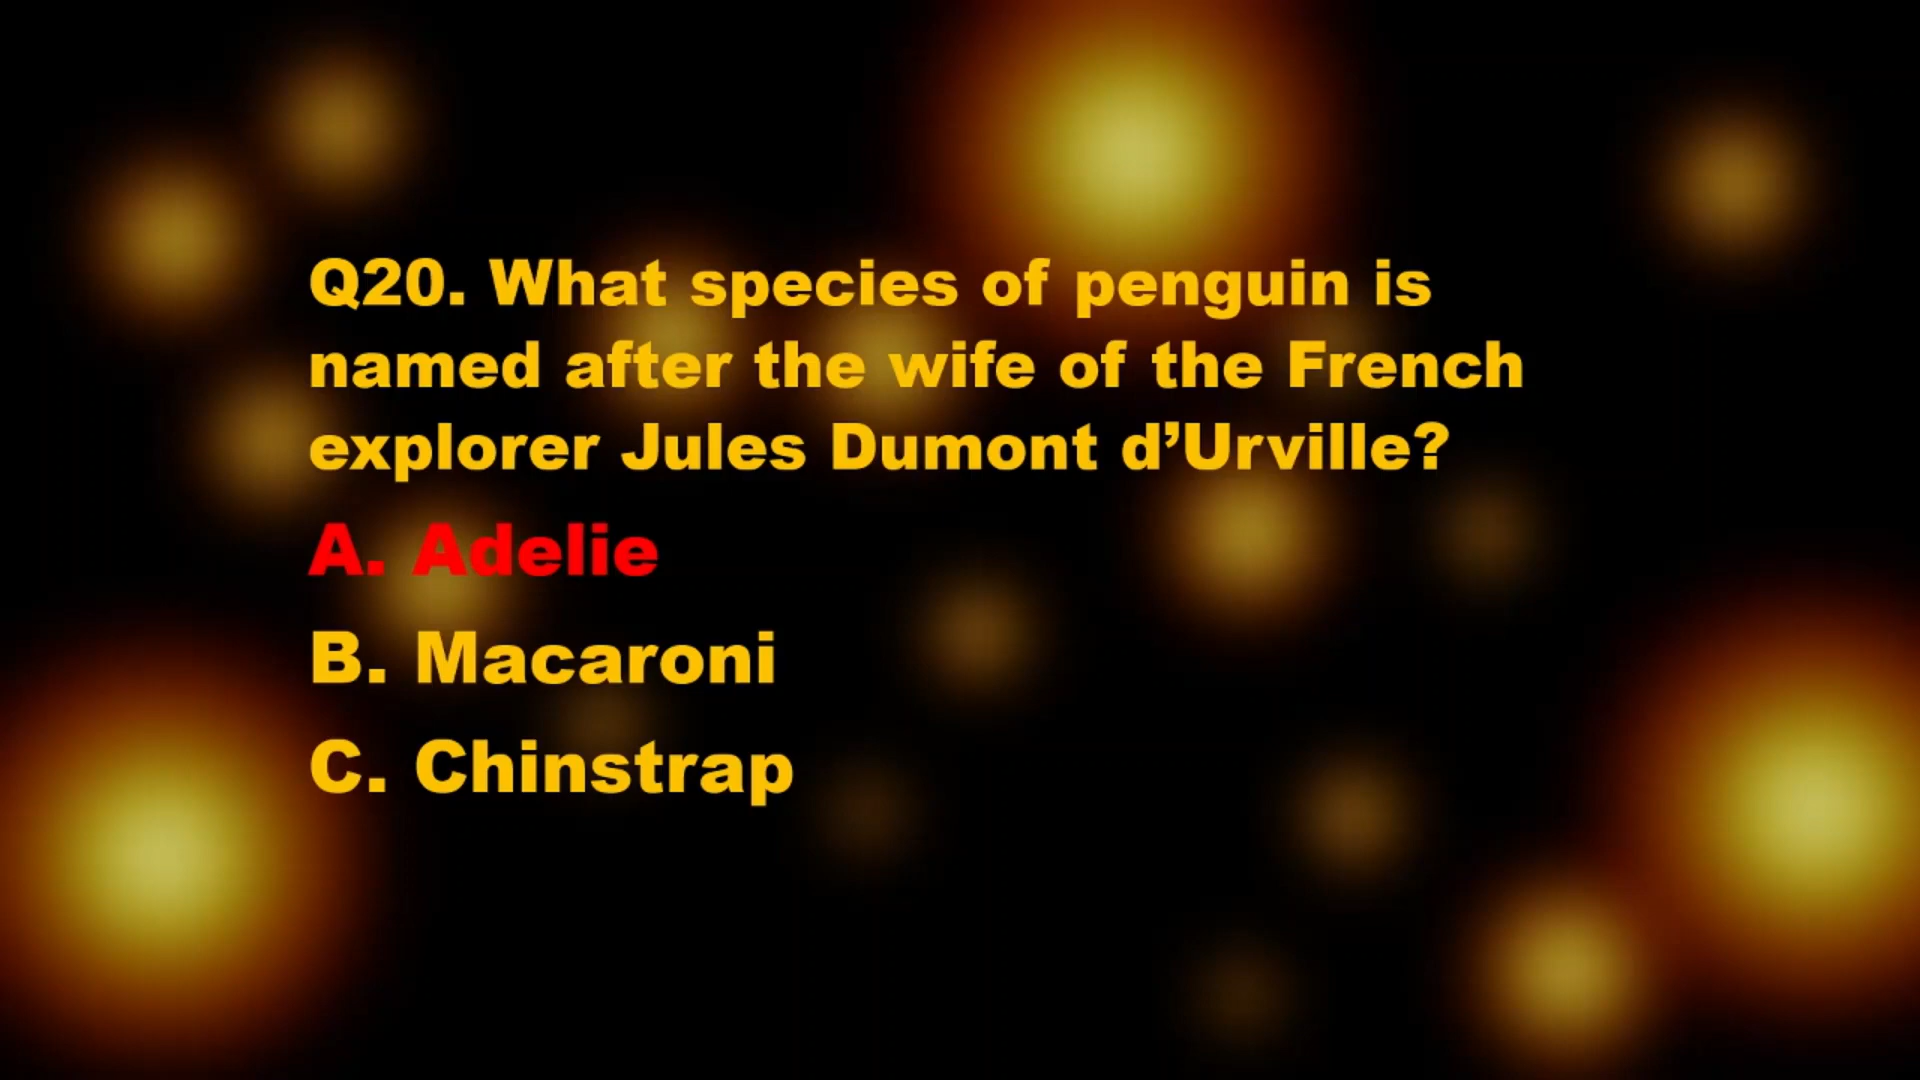 Q20. What species of penguin is
named after the wife of the French
explorer Jules Dumont d’Urville?
A. Adelie
B. Macaroni
C. Chinstrap